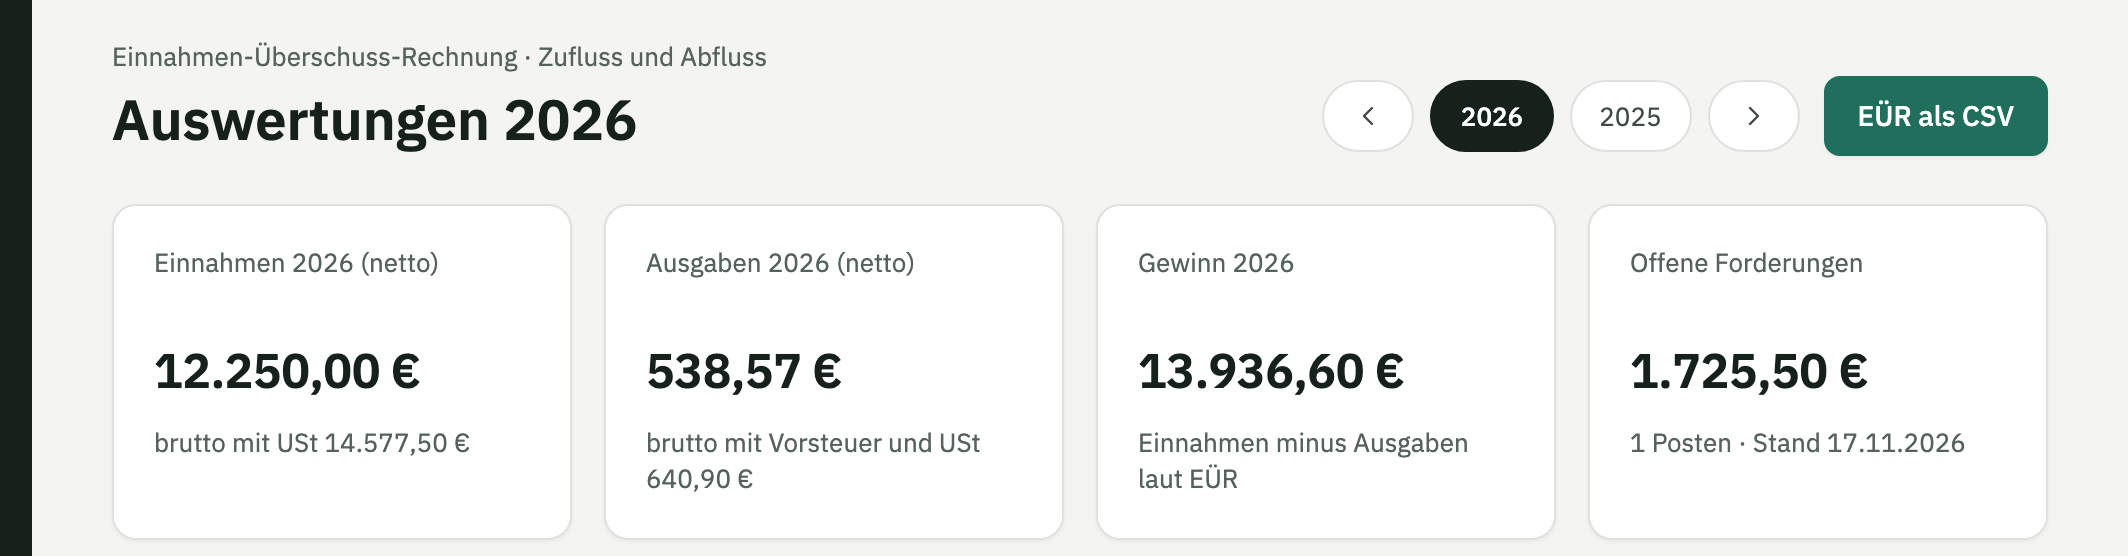 Einnahmen-Überschuss-Rechnung · Zufluss und Abfluss
Auswertungen 2026
2026
2025
EÜR als CSV
Einnahmen 2026 (netto)
12.250,00 €
brutto mit USt 14.577,50 €
Ausgaben 2026 (netto)
538,57 €
brutto mit Vorsteuer und USt
640,90 €
Gewinn 2026
13.936,60 €
Einnahmen minus Ausgaben
laut EÜR
Offene Forderungen
1.725,50 €
1 Posten · Stand 17.11.2026